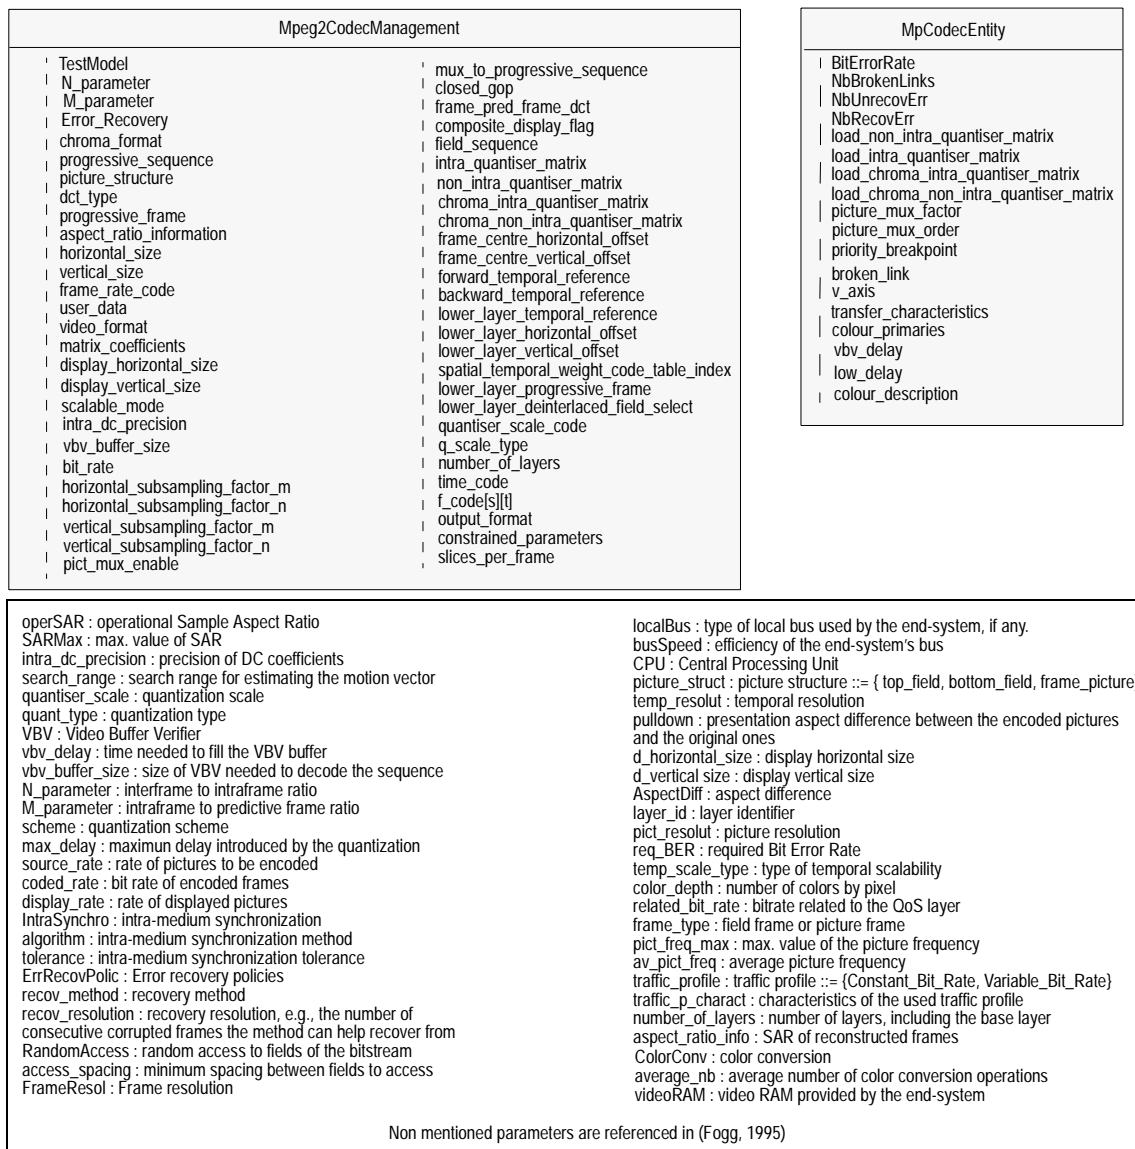 Mpeg2CodecManagement
TestModel
N_parameter
M_parameter
Error_Recovery
chroma_format
progressive_sequence
picture_structure
dct_type
progressive_frame
aspect_ratio_information
horizontal_size
vertical_size
frame_rate_code
user_data
video_format
matrix_coefficients
display_horizontal_size
display_vertical_size
scalable_mode
intra_dc_precision
vbv_buffer_size
bit_rate
horizontal_subsampling_factor_m
horizontal_subsampling_factor_n
vertical_subsampling_factor_m
vertical_subsampling_factor_n
pict_mux_enable
mux_to_progressive_sequence
closed_gop
frame_pred_frame_dct
composite_display_flag
field_sequence
intra_quantiser_matrix
non_intra_quantiser_matrix
chroma_intra_quantiser_matrix
chroma_non_intra_quantiser_matrix
frame_centre_horizontal_offset
frame_centre_vertical_offset
forward_temporal_reference
backward_temporal_reference
lower_layer_temporal_reference
lower_layer_horizontal_offset
lower_layer_vertical_offset
spatial_temporal_weight_code_table_index
lower_layer_progressive_frame
lower_layer_deinterlaced_field_select
quantiser_scale_code
q_scale_type
number_of_layers
time_code
f_code[s][t]
output_format
constrained_parameters
slices_per_frame
MpCodecEntity
BitErrorRate
NbBrokenLinks
NbUnrecovErr
NbRecovErr
load_non_intra_quantiser_matrix
load_intra_quantiser_matrix
load_chroma_intra_quantiser_matrix
load_chroma_non_intra_quantiser_matrix
picture_mux_factor
picture_mux_order
priority_breakpoint
broken_link
v_axis
transfer_characteristics
colour_primaries
vbv_delay
low_delay
colour_description
operSAR : operational Sample Aspect Ratio
SARMax : max. value of SAR
intra_dc_precision : precision of DC coefficients
search_range : search range for estimating the motion vector
quantiser_scale : quantization scale
quant_type : quantization type
VBV : Video Buffer Verifier
vbv_delay : time needed to fill the VBV buffer
vbv_buffer_size : size of VBV needed to decode the sequence
N_parameter : interframe to intraframe ratio
M_parameter : intraframe to predictive frame ratio
scheme : quantization scheme
max_delay : maximun delay introduced by the quantization
source_rate : rate of pictures to be encoded
coded_rate : bit rate of encoded frames
display_rate : rate of displayed pictures
IntraSynchro : intra-medium synchronization
algorithm : intra-medium synchronization method
tolerance : intra-medium synchronization tolerance
ErrRecovPolic : Error recovery policies
recov_method : recovery method
recov_resolution : recovery resolution, e.g., the number of
consecutive corrupted frames the method can help recover from
RandomAccess : random access to fields of the bitstream
access_spacing : minimum spacing between fields to access
FrameResol : Frame resolution
localBus : type of local bus used by the end-system, if any.
busSpeed : efficiency of the end-system's bus
CPU : Central Processing Unit
picture_struct : picture structure ::= { top_field, bottom_field, frame_picture
temp_resolut : temporal resolution
pulldown : presentation aspect difference between the encoded pictures
and the original ones
d_horizontal_size : display horizontal size
d_vertical size : display vertical size
AspectDiff : aspect difference
layer_id : layer identifier
pict_resolut : picture resolution
req_BER : required Bit Error Rate
temp_scale_type : type of temporal scalability
color_depth : number of colors by pixel
related_bit_rate : bitrate related to the QoS layer
frame_type : field frame or picture frame
pict_freq_max : max. value of the picture frequency
av_pict_freq : average picture frequency
traffic_profile : traffic profile ::= {Constant_Bit_Rate, Variable_Bit_Rate}
traffic_p_charact : characteristics of the used traffic profile
number_of_layers : number of layers, including the base layer
aspect_ratio_info : SAR of reconstructed frames
ColorConv : color conversion
average_nb : average number of color conversion operations
videoRAM : video RAM provided by the end-system
Non mentioned parameters are referenced in (Fogg, 1995)